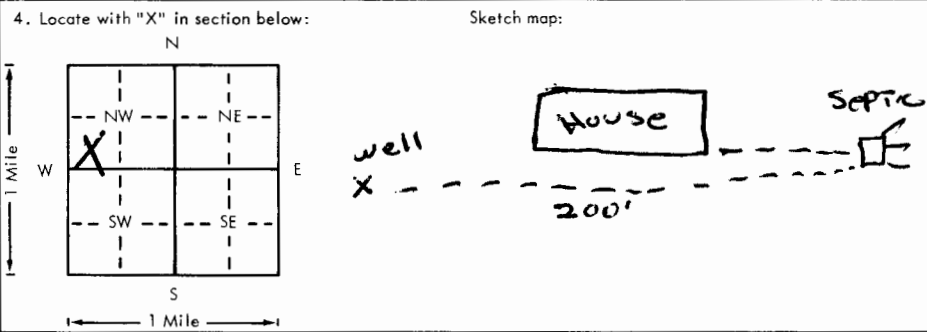 4. Locate with "X" in section below:
N
NW NE
X
W E
1 Mile
SW SE
S
1 Mile
Sketch map:
Septic
House
well
X
200'